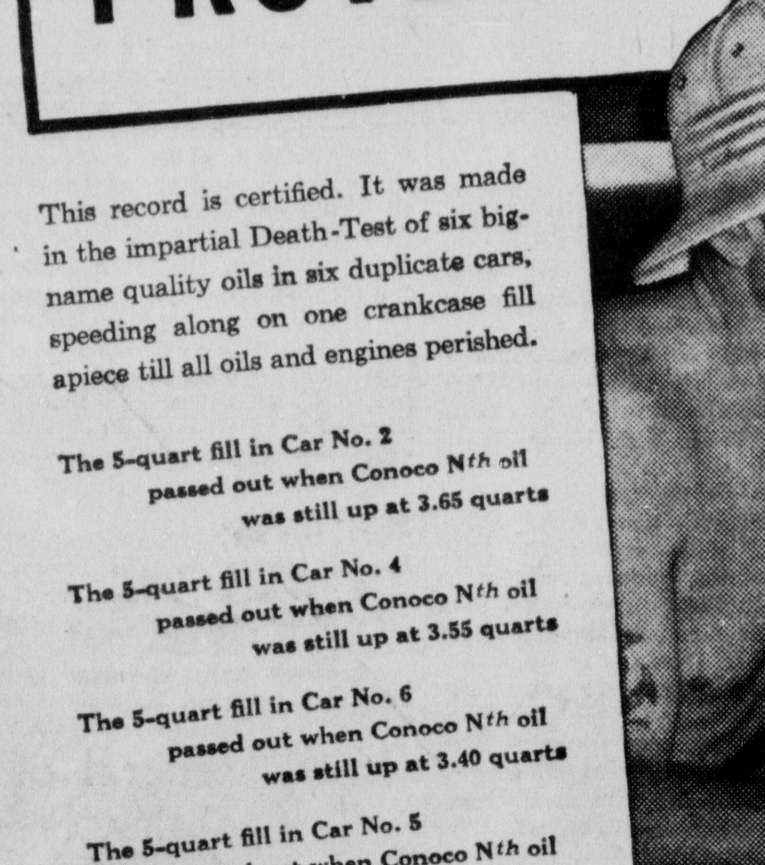 This record is certified. It was made
in the impartial Death-Test of six big-
name quality oils in six duplicate cars,
speeding along on one crankcase fill
apiece till all oils and engines perished.
The 5-quart fill in Car No. 2
passed out when Conoco Nth oil
was still up at 3.65 quarts
The 5-quart fill in Car No. 4
passed out when Conoco Nth oil
was still up at 3.55 quarts
The 5-quart fill in Car No. 6
passed out when Conoco Nth oil
was still up at 3.40 quarts
The 5-quart fill in Car No. 5
when Conoco Nth oil